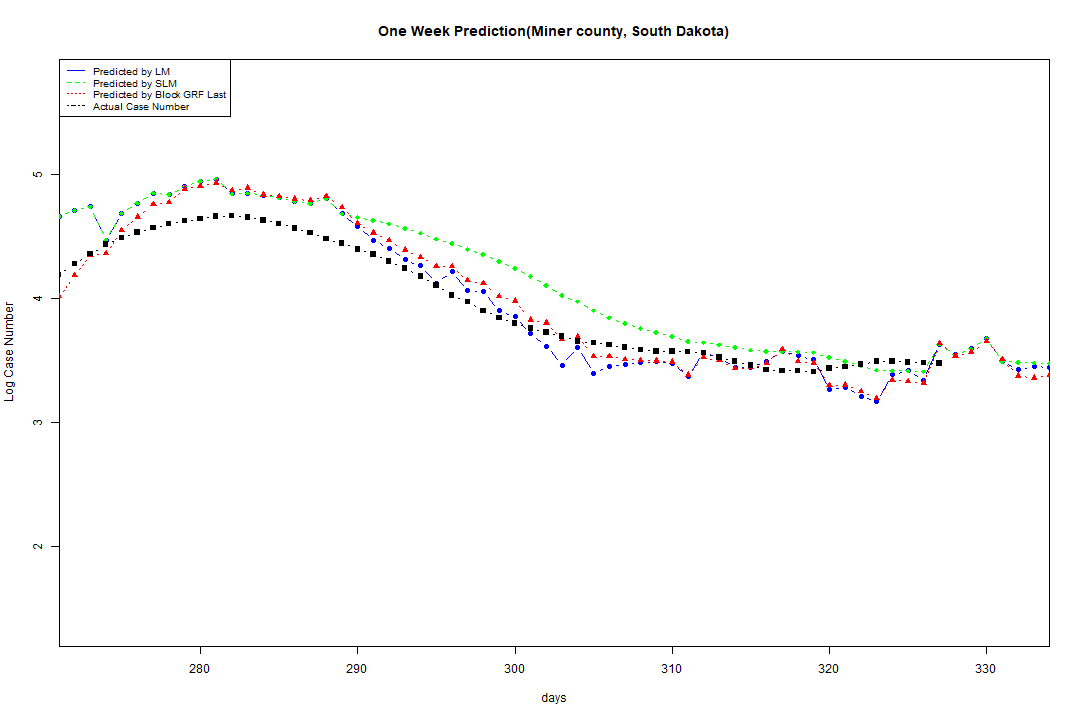 One Week Prediction(Miner county, South Dakota)
Predicted by LM
Predicted by SLM
Predicted by Block GRF Last
Actual Case Number
5
4
3
2
Log Case Number
280 290 300 310 320 330
days